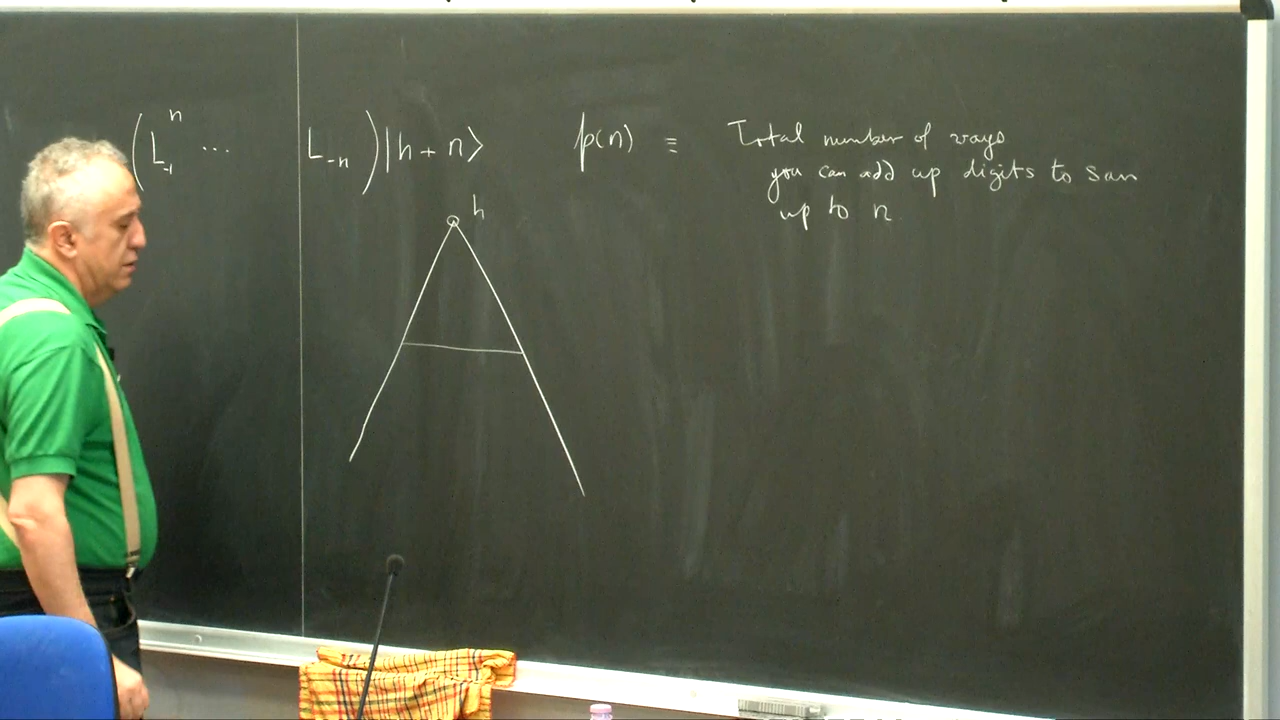 (L₋₁ⁿ ... L₋ₙ) |h + n⟩ p(n) ≡ Total number of ways
you can add up digits to sum
up to n
h